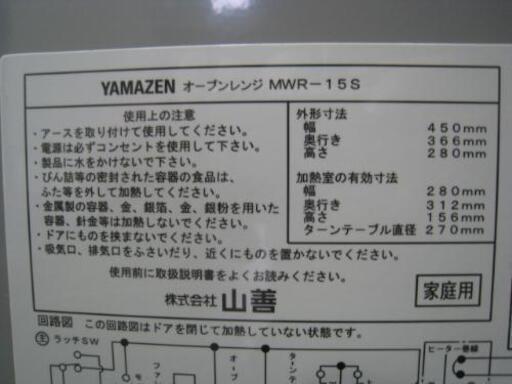 YAMAZEN オーブンレンジ MWR-15S
使用上の注意
・アースを取り付けて使用してください。
・電源は必ずコンセントを使用して下さい。
・製品に水をかけないで下さい。
・びん詰等の密封された容器の食品は、
ふた等を外して加熱してください。
・金属製の容器、金、銀箔、金、銀粉を用いた
容器、針金等は加熱しないでください。
・ドアにものを挟まないでください。
・吸気口、排気口をふさいだり、近くにものを置かないでください。
使用前に取扱説明書をよくお読みください。
外形寸法
幅 450mm
奥行き 366mm
高さ 280mm
加熱室の有効寸法
幅 280mm
奥行き 312mm
高さ 156mm
ターンテーブル直径 270mm
株式会社 山善
家庭用
回路図 この回路図はドアを閉じて加熱していない状態です。
主 ラッチSW
ヒーター巻線